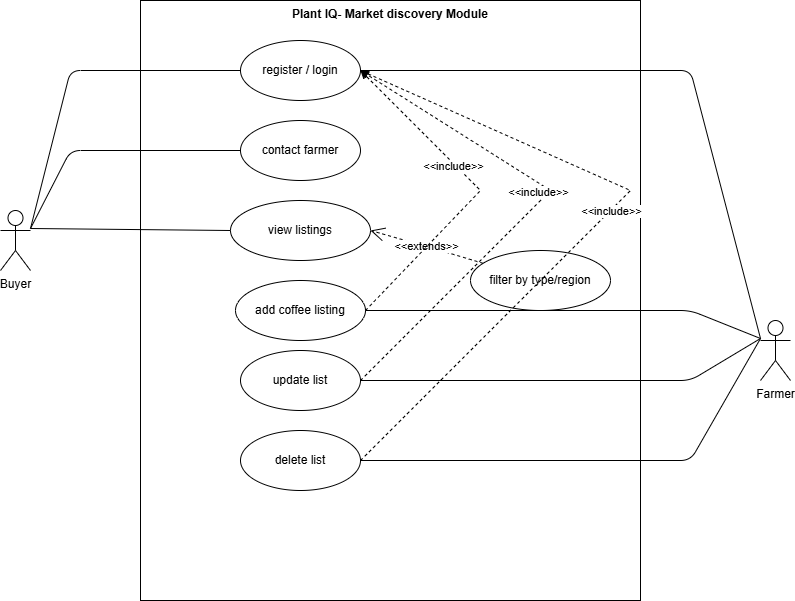 Plant IQ- Market discovery Module
register / login
contact farmer
<<include>>
<<include>>
<<include>>
view listings
<<extends>>
filter by type/region
Buyer
add coffee listing
update list
Farmer
delete list